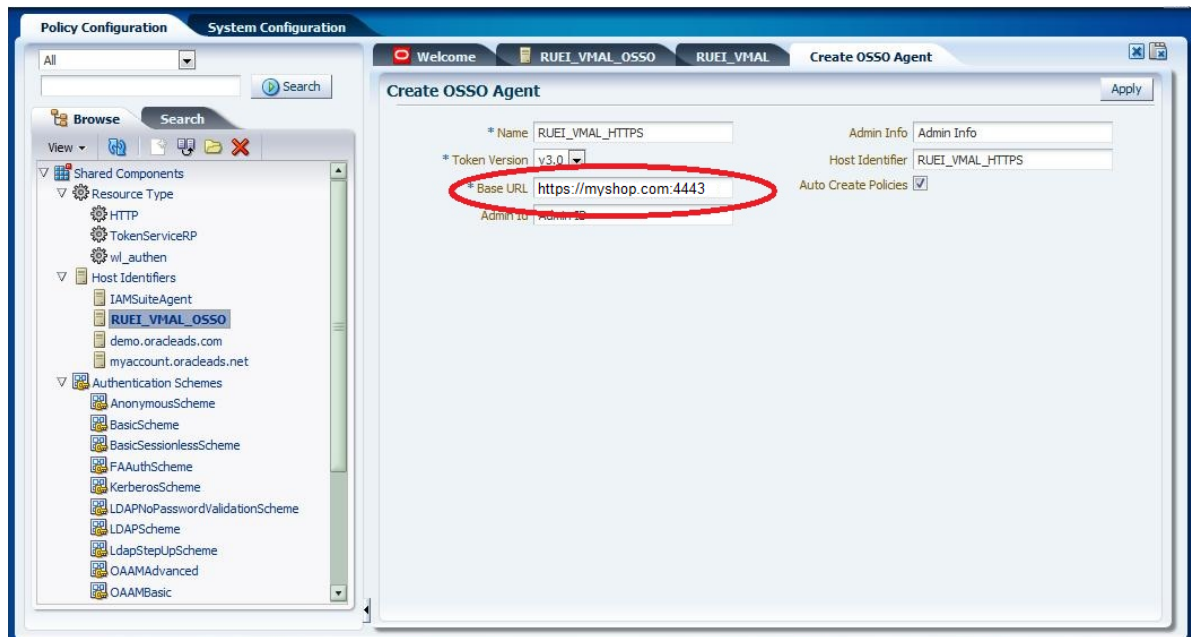 Policy Configuration System Configuration
All
Search
Browse Search
View
Shared Components
Resource Type
HTTP
TokenServiceRP
wl_authen
Host Identifiers
IAMSuiteAgent
RUEI_VMAL_OSSO
demo.oracleads.com
myaccount.oracleads.net
Authentication Schemes
AnonymousScheme
BasicScheme
BasicSessionlessScheme
FAAuthScheme
KerberosScheme
LDAPNoPasswordValidationScheme
LDAPScheme
LdapStepUpScheme
OAAMAdvanced
OAAMBasic
Welcome RUEI_VMAL_OSSO RUEI_VMAL Create OSSO Agent
Create OSSO Agent Apply
* Name RUEI_VMAL_HTTPS Admin Info Admin Info
* Token Version v3.0 Host Identifier RUEI_VMAL_HTTPS
* Base URL https://myshop.com:4443 Auto Create Policies
Admin Id Admin ID